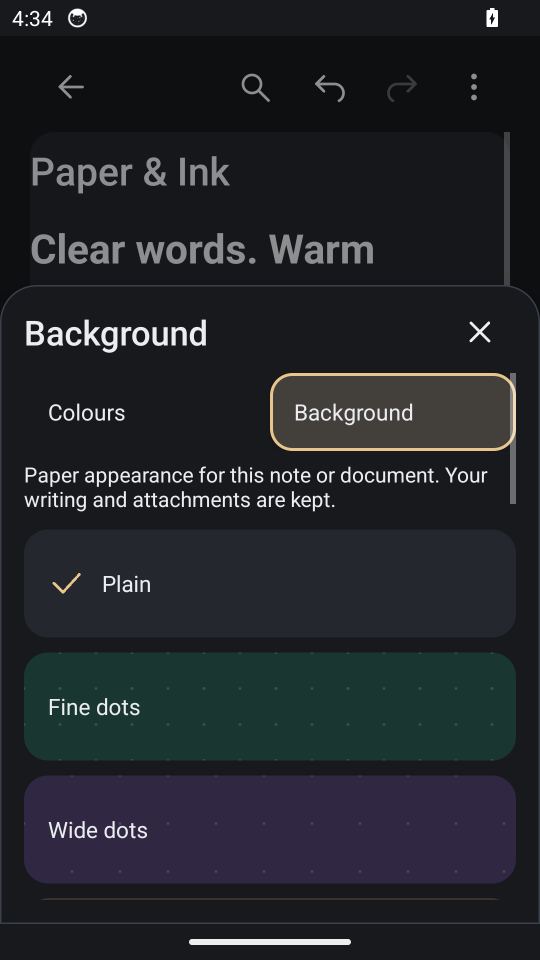 4:34
Paper & Ink
Clear words. Warm
Background
Colours
Background
Paper appearance for this note or document. Your
writing and attachments are kept.
Plain
Fine dots
Wide dots